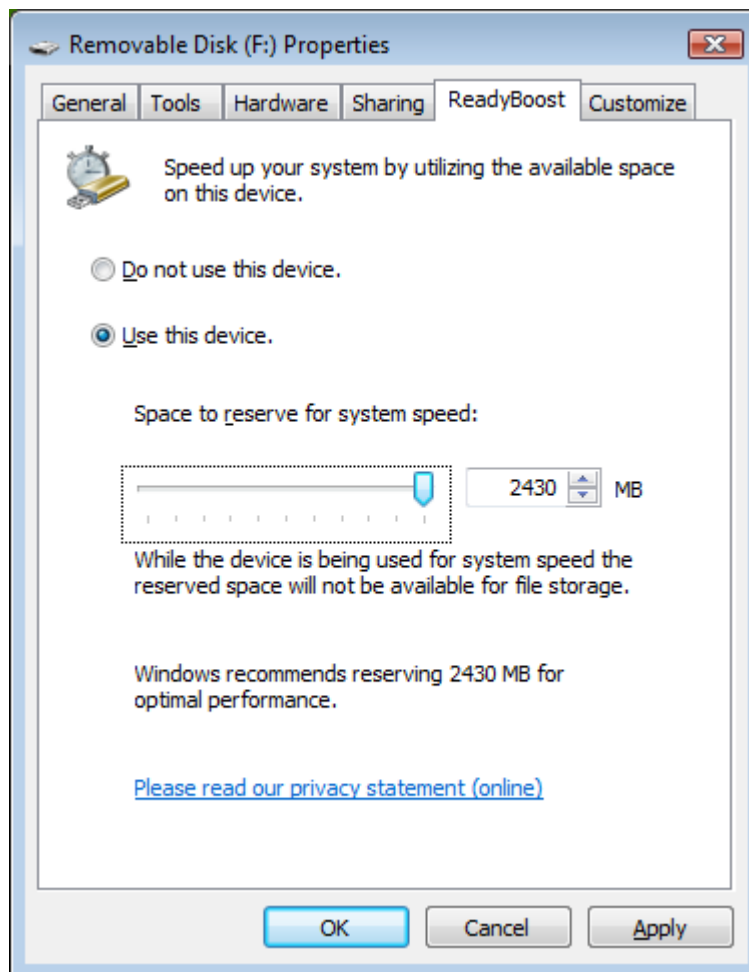 Removable Disk (F:) Properties
General Tools Hardware Sharing ReadyBoost Customize
Speed up your system by utilizing the available space
on this device.
Do not use this device.
Use this device.
Space to reserve for system speed:
2430 MB
While the device is being used for system speed the
reserved space will not be available for file storage.
Windows recommends reserving 2430 MB for
optimal performance.
Please read our privacy statement (online)
OK Cancel Apply